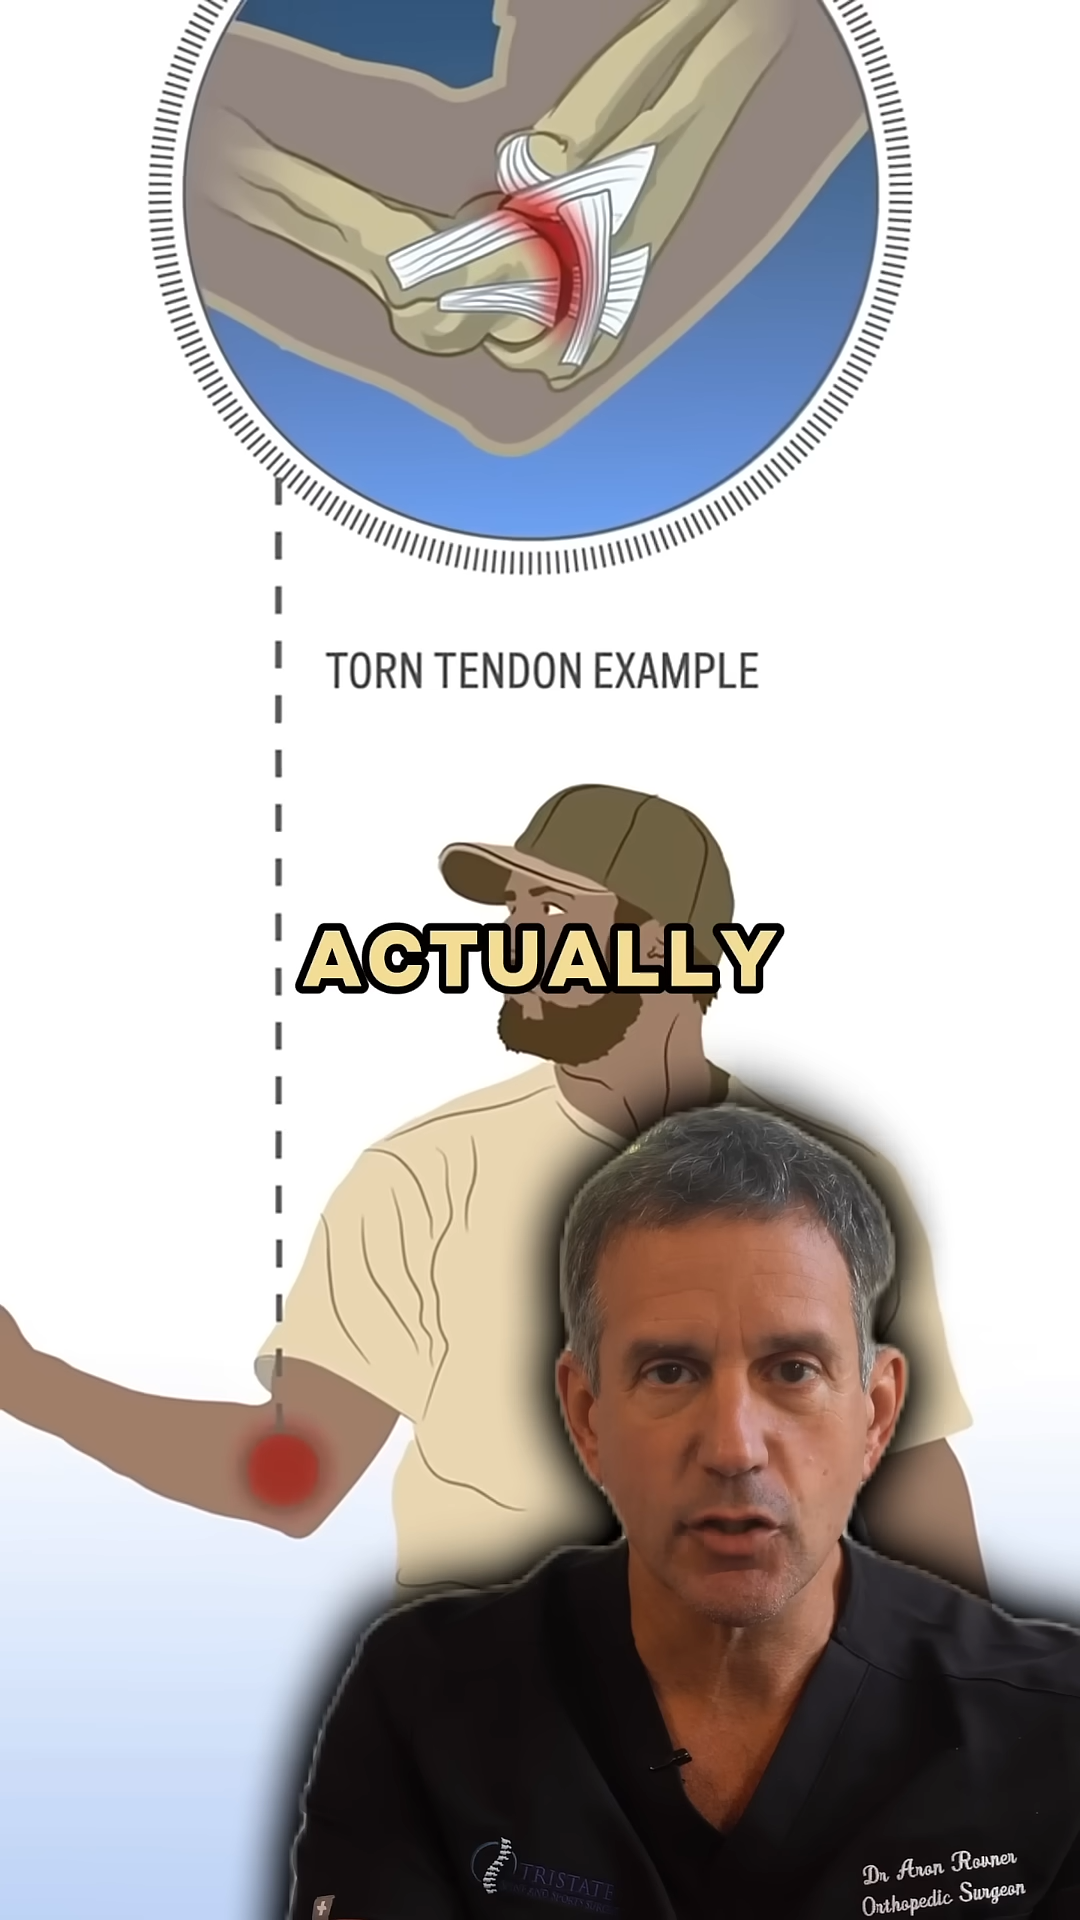 TORN TENDON EXAMPLE
ACTUALLY
TRISTATE
Dr Aron Rovner
Orthopedic Surgeon